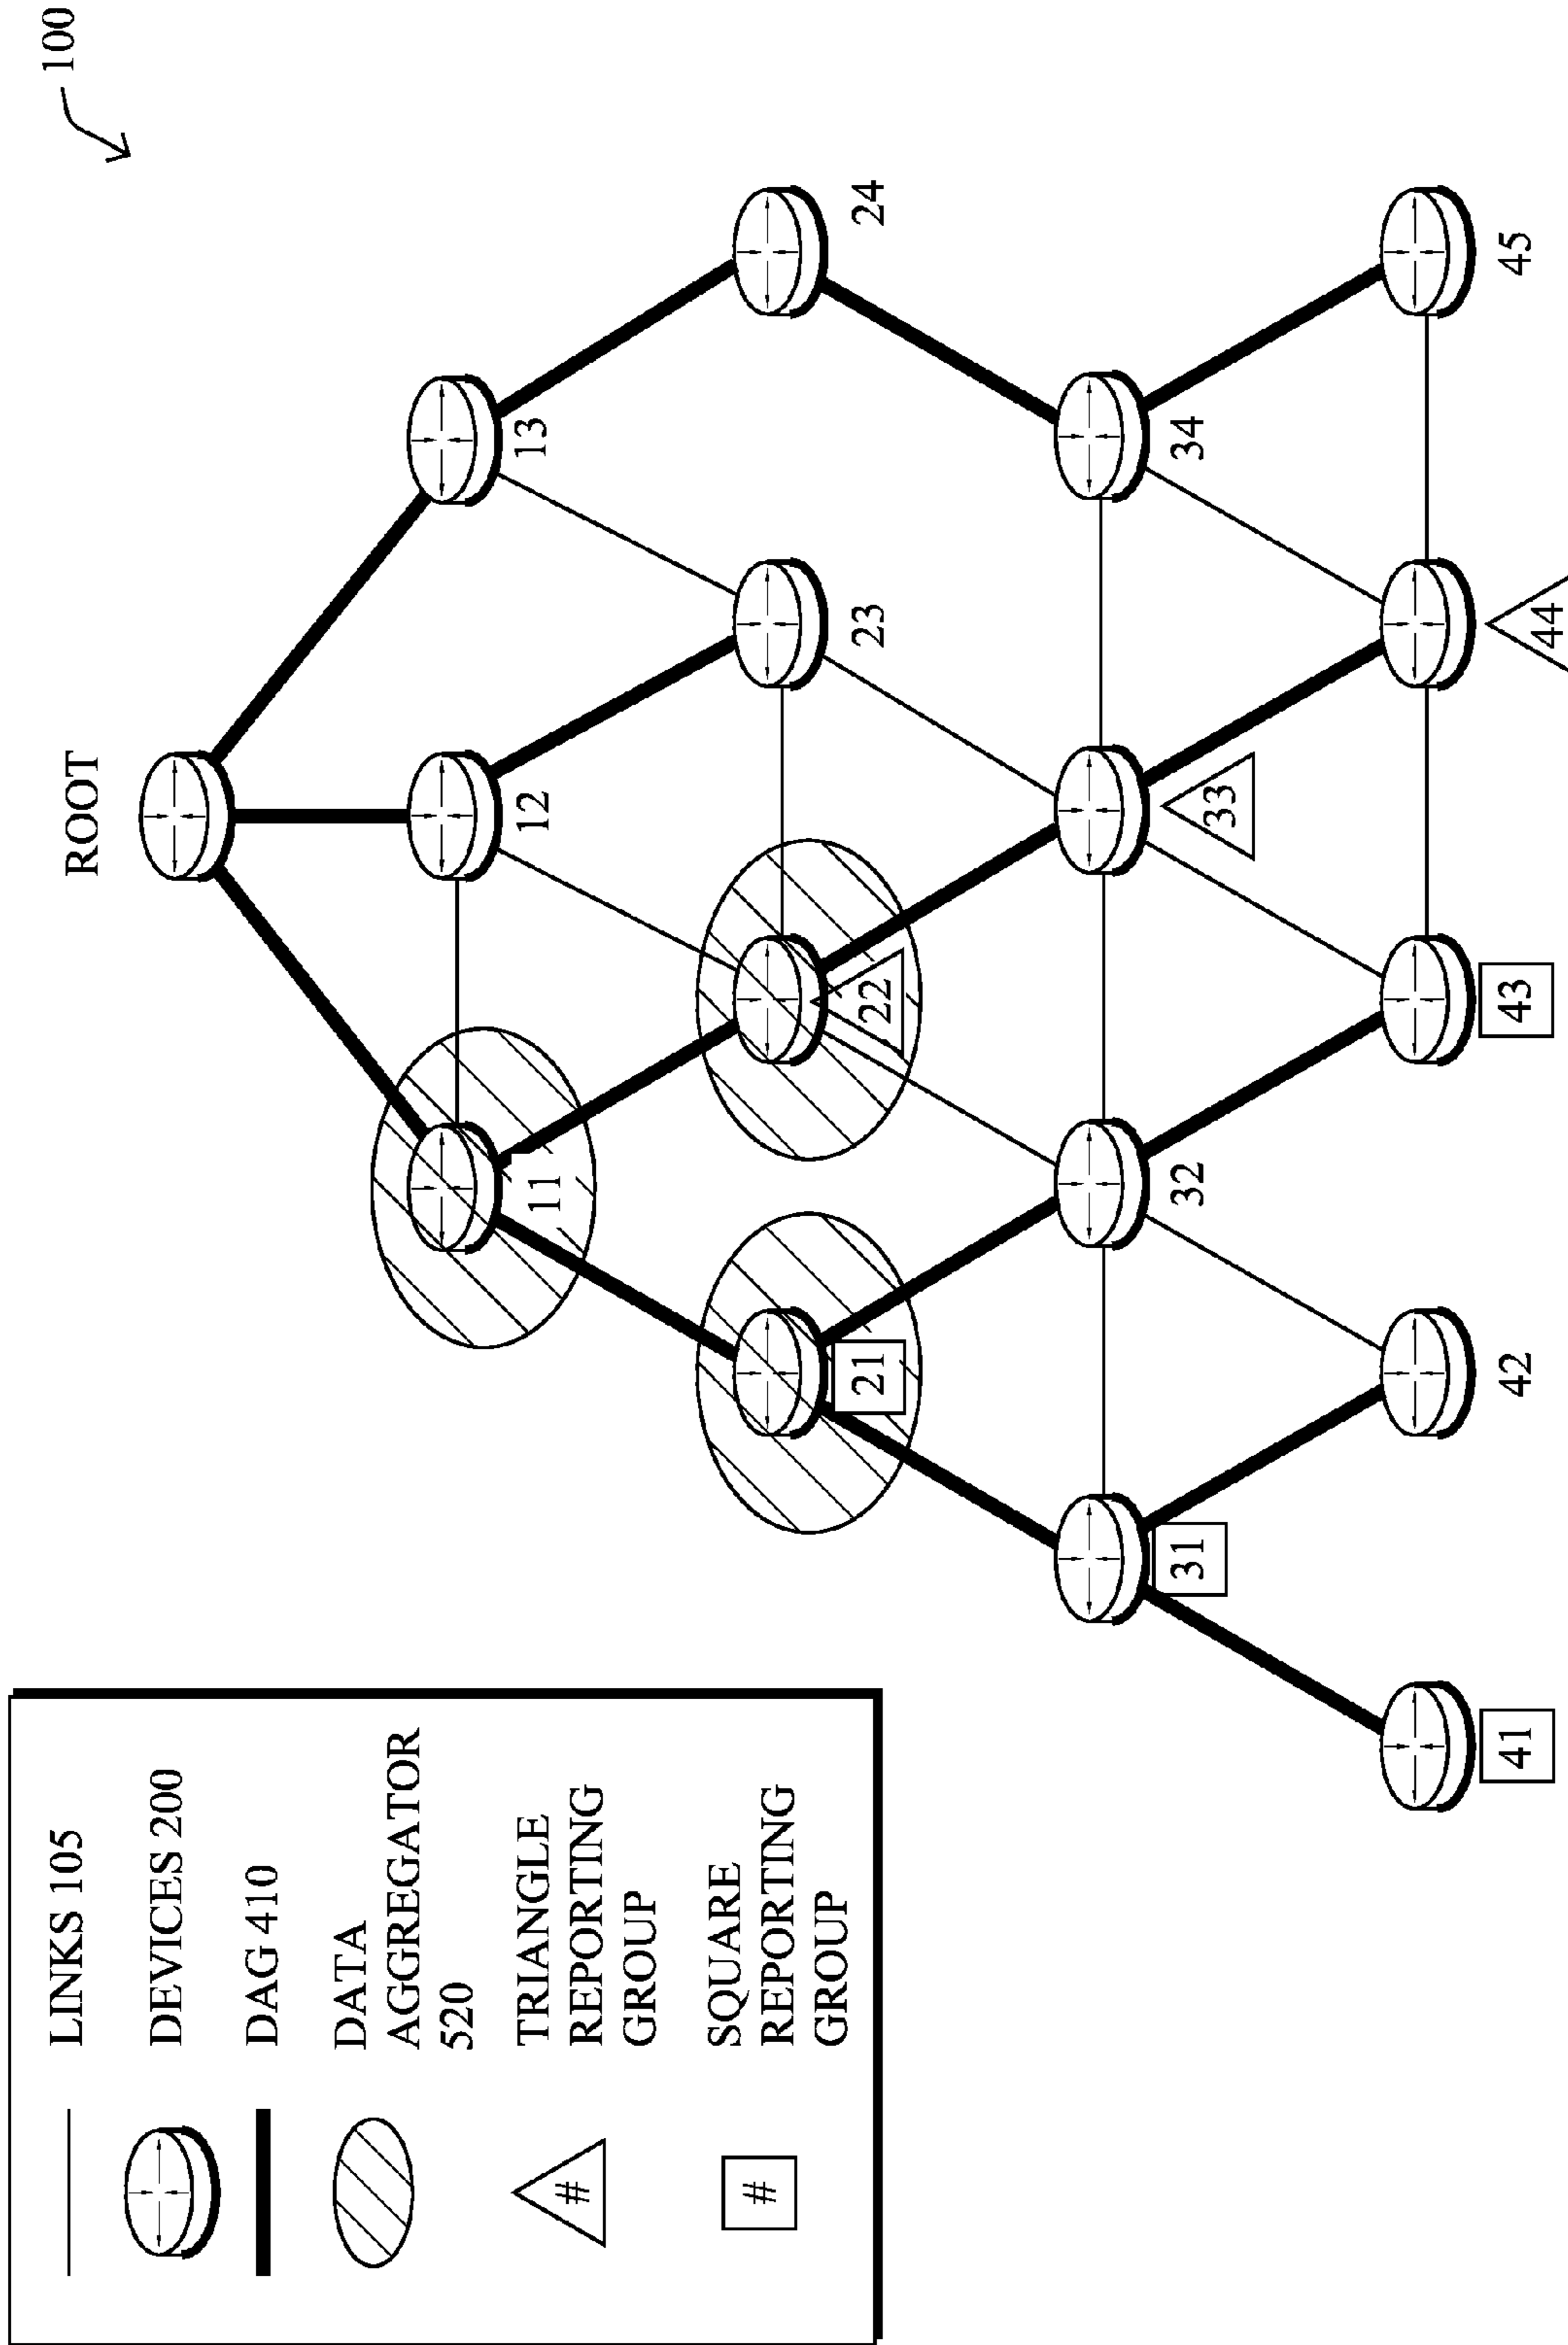 LINKS 105
DEVICES 200
DAG 410
DATA
AGGREGATOR
520
#
TRIANGLE
REPORTING
GROUP
#
SQUARE
REPORTING
GROUP
100
ROOT
11
12
13
21
22
23
24
31
32
33
34
41
42
43
44
45